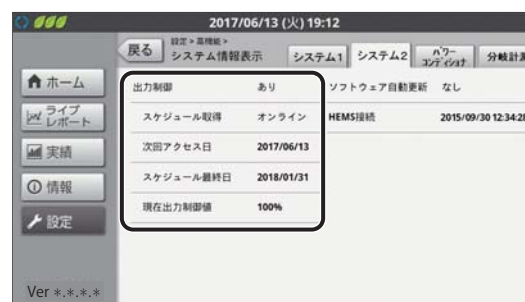 2017/06/13 (火) 19:12
戻る
設定 > 高機能 >
システム情報表示
システム1
システム2
パワーコンディショナ
分岐計測
ホーム
ライブレポート
実績
情報
設定
Ver *.*.*.*
出力制御 あり
スケジュール取得 オンライン
次回アクセス日 2017/06/13
スケジュール最終日 2018/01/31
現在出力制御値 100%
ソフトウェア自動更新 なし
HEMS接続 2015/09/30 12:34:28